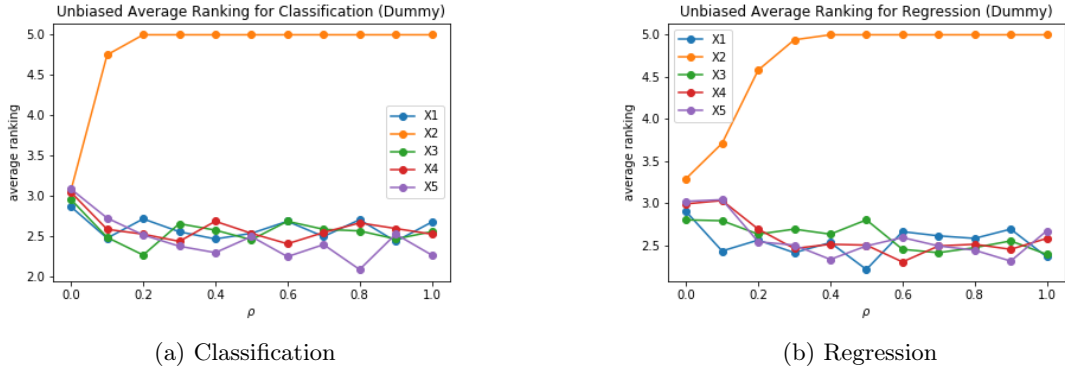 Unbiased Average Ranking for Classification (Dummy)
5.0
4.5
4.0
3.5
3.0
2.5
2.0
average ranking
X1
X2
X3
X4
X5
0.0 0.2 0.4 0.6 0.8 1.0
ρ
(a) Classification
Unbiased Average Ranking for Regression (Dummy)
5.0
4.5
4.0
3.5
3.0
2.5
average ranking
X1
X2
X3
X4
X5
0.0 0.2 0.4 0.6 0.8 1.0
ρ
(b) Regression